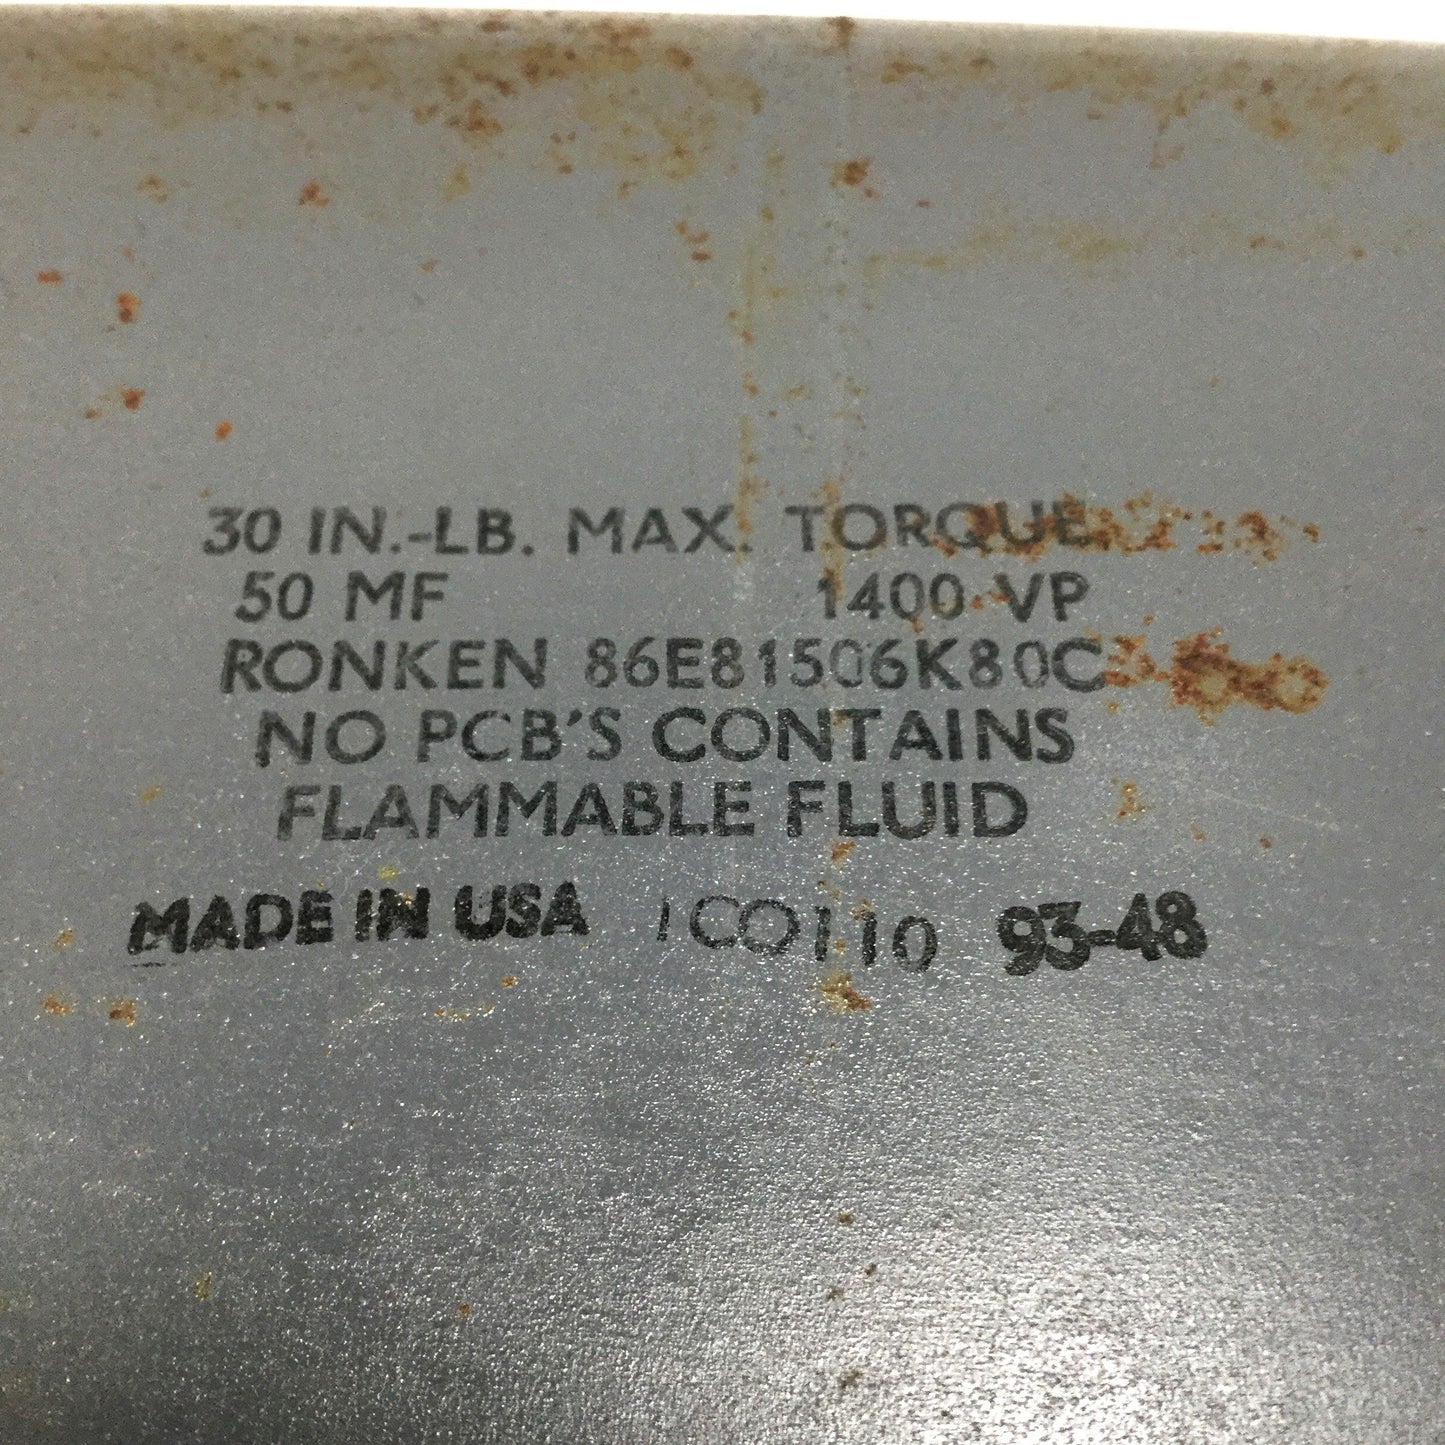 30 IN.-LB. MAX. TORQUE.
50 MF 1400 VP
RONKEN 86E81506K80C
NO PCB'S CONTAINS
FLAMMABLE FLUID
MADE IN USA 1CO110 93-48